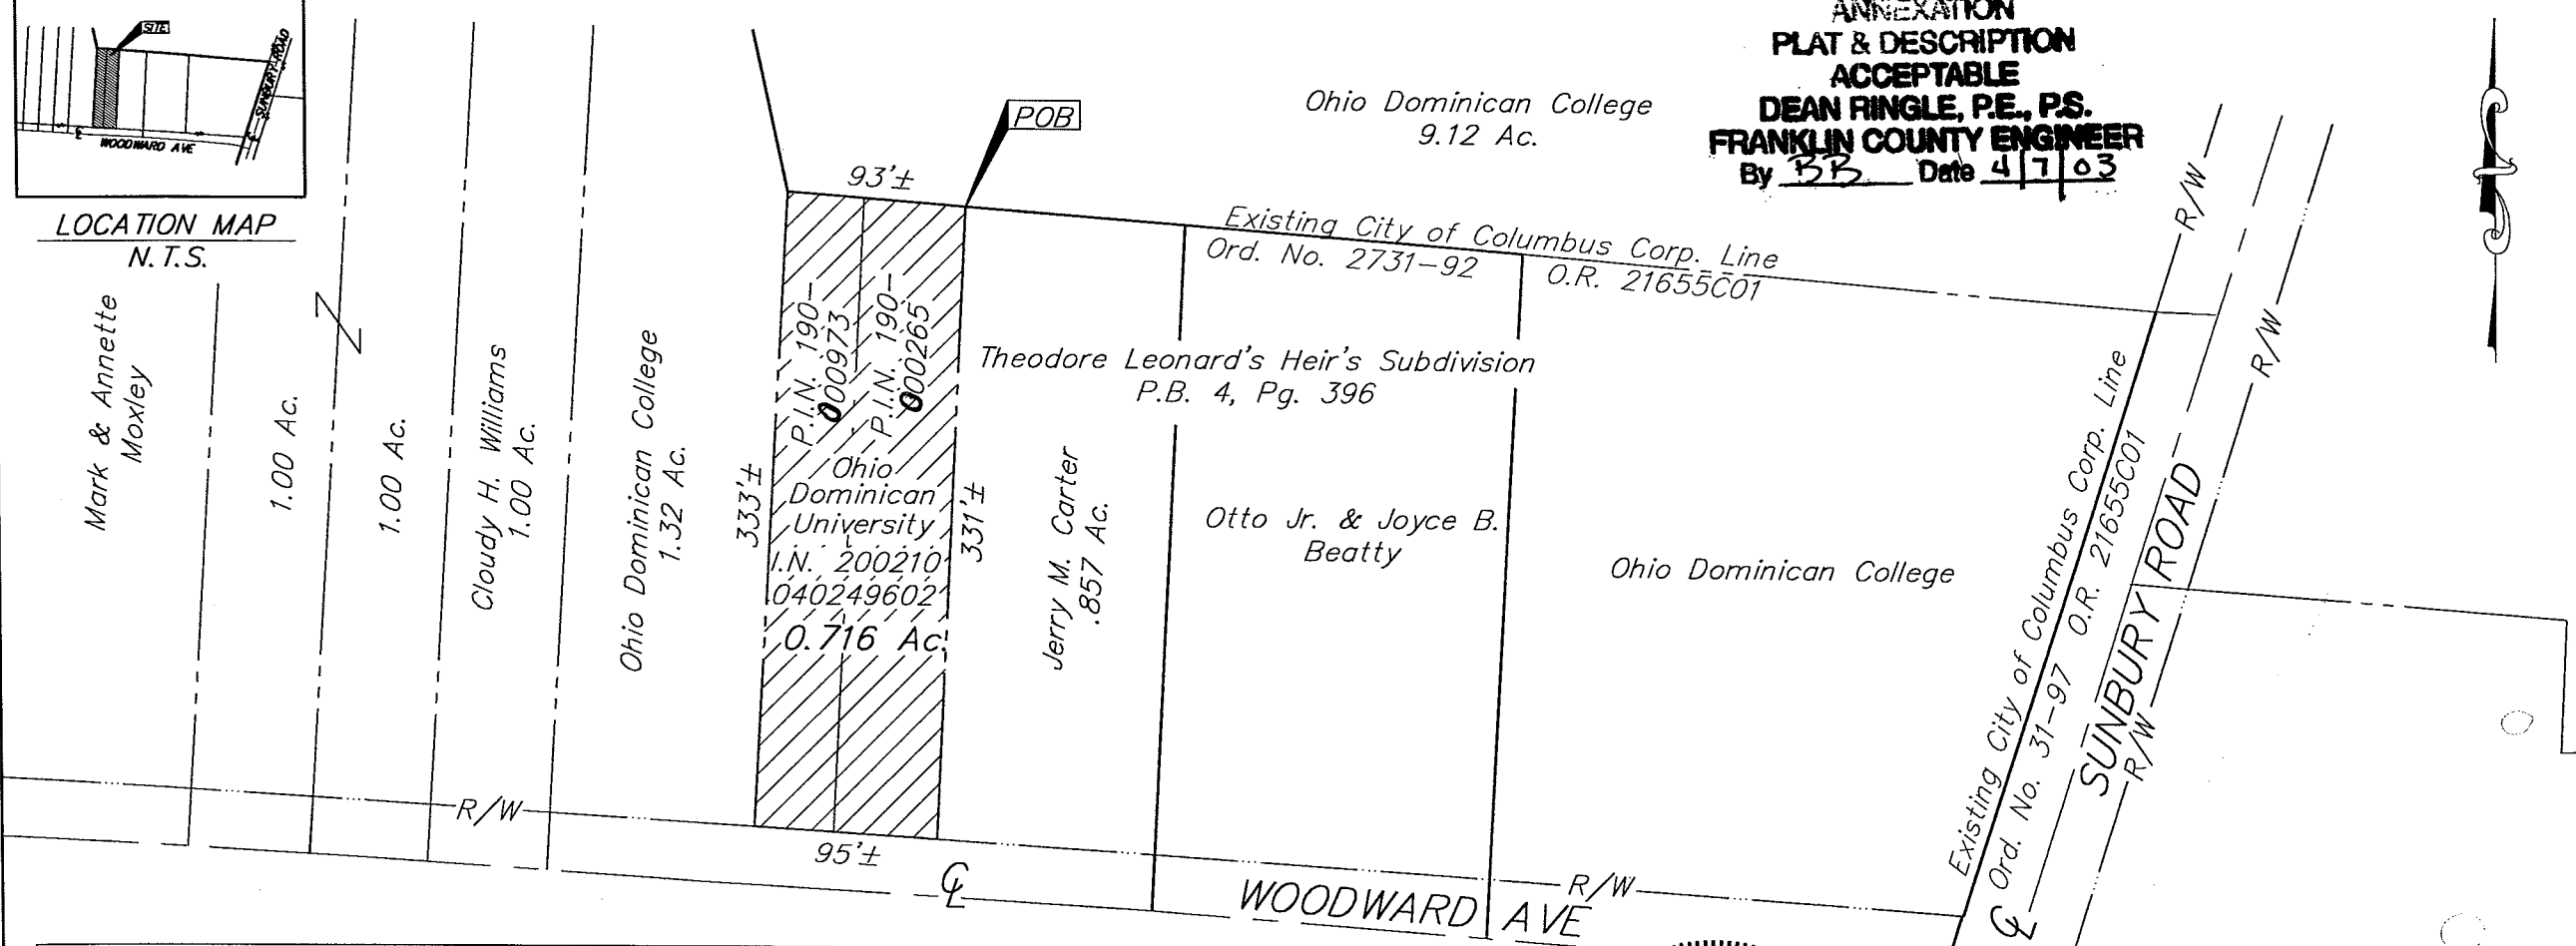 SITE
SUNBURY ROAD
WOODWARD AVE
LOCATION MAP
N.T.S.
ANNEXATION
PLAT & DESCRIPTION
ACCEPTABLE
DEAN RINGLE, P.E., P.S.
FRANKLIN COUNTY ENGINEER
By BB Date 4/7/03
POB
Ohio Dominican College
9.12 Ac.
93'±
Existing City of Columbus Corp. Line
Ord. No. 2731-92 O.R. 21655C01
R/W
R/W
Mark & Annette
Moxley
1.00 Ac.
1.00 Ac.
Cloudy H. Williams
1.00 Ac.
Ohio Dominican College
1.32 Ac.
333'±
P.I.N. 190-
000973
P.I.N. 190-
000265
Ohio
Dominican
University
I.N. 200210
040249602
0.716 Ac.
331'±
Theodore Leonard's Heir's Subdivision
P.B. 4, Pg. 396
Jerry M. Carter
.857 Ac.
Otto Jr. & Joyce B.
Beatty
Ohio Dominican College
Existing City of Columbus Corp. Line
Ord. No. 31-97 O.R. 21655C01
SUNBURY ROAD
R/W
R/W
95'±
R/W
WOODWARD AVE